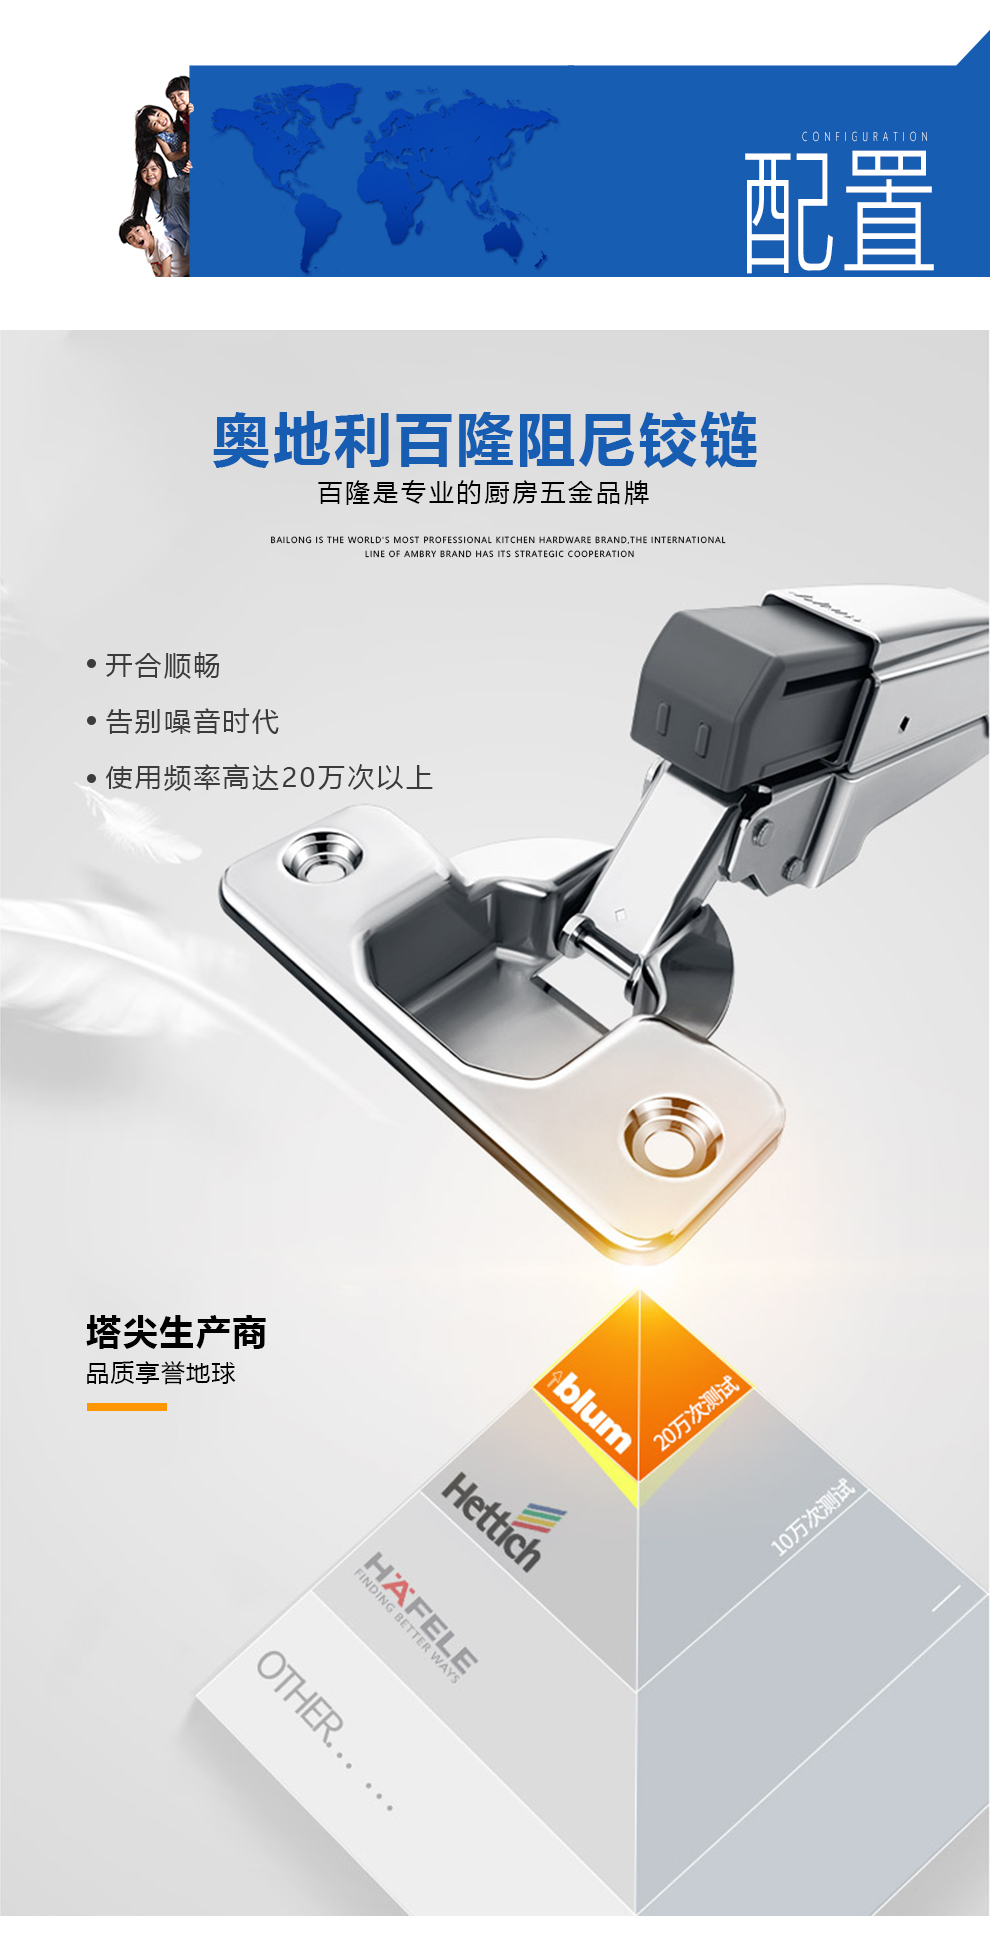 CONFIGURATION
配置
奥地利百隆阻尼铰链
百隆是专业的厨房五金品牌
BAILONG IS THE WORLD'S MOST PROFESSIONAL KITCHEN HARDWARE BRAND,THE INTERNATIONAL
LINE OF AMBRY BRAND HAS ITS STRATEGIC COOPERATION
• 开合顺畅
• 告别噪音时代
• 使用频率高达20万次以上
塔尖生产商
品质享誉地球
blum
20万次测试
Hettich
10万次测试
HÄFELE
FINDING BETTER WAYS
OTHER... ...